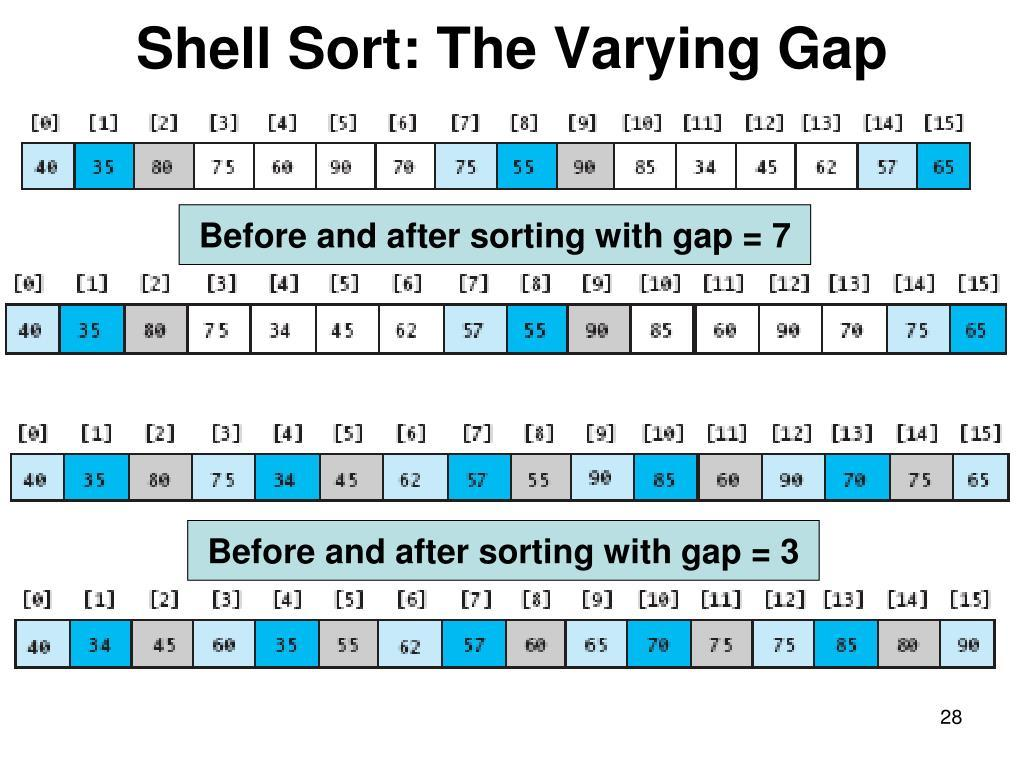 Shell Sort: The Varying Gap
[0] [1] [2] [3] [4] [5] [6] [7] [8] [9] [10] [11] [12] [13] [14] [15]
40 35 80 75 60 90 70 75 55 90 85 34 45 62 57 65
Before and after sorting with gap = 7
[0] [1] [2] [3] [4] [5] [6] [7] [8] [9] [10] [11] [12] [13] [14] [15]
40 35 80 75 34 45 62 57 55 90 85 60 90 70 75 65
[0] [1] [2] [3] [4] [5] [6] [7] [8] [9] [10] [11] [12] [13] [14] [15]
40 35 80 75 34 45 62 57 55 90 85 60 90 70 75 65
Before and after sorting with gap = 3
[0] [1] [2] [3] [4] [5] [6] [7] [8] [9] [10] [11] [12] [13] [14] [15]
40 34 45 60 35 55 62 57 60 65 70 75 75 85 80 90
28